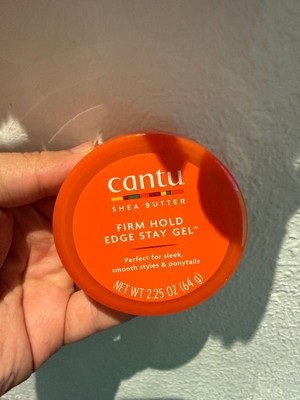 cantu
SHEA BUTTER
FIRM HOLD
EDGE STAY GEL™
Perfect for sleek,
smooth styles & ponytails
NET WT 2.25 OZ (64 g)